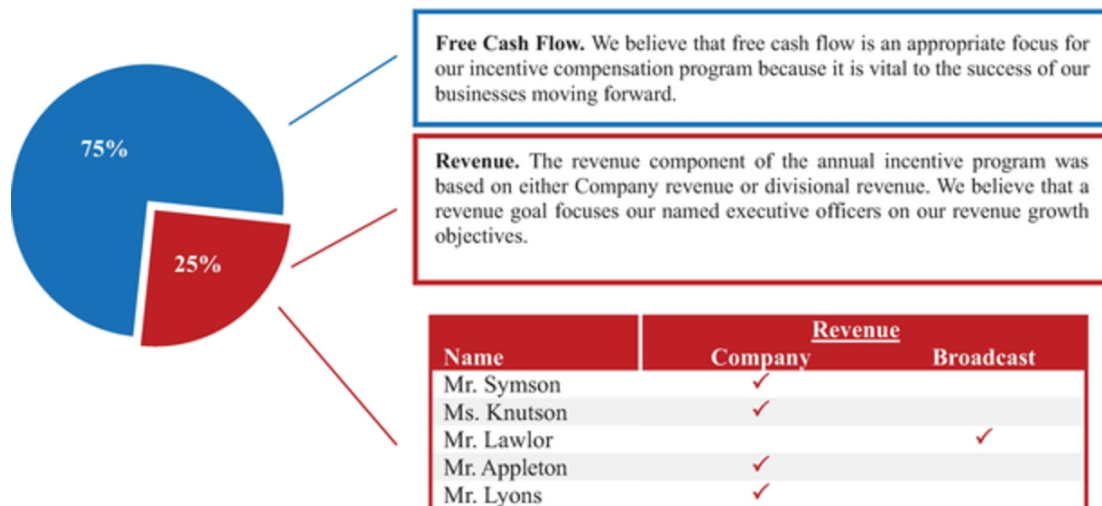 75%
25%
Free Cash Flow. We believe that free cash flow is an appropriate focus for
our incentive compensation program because it is vital to the success of our
businesses moving forward.
Revenue. The revenue component of the annual incentive program was
based on either Company revenue or divisional revenue. We believe that a
revenue goal focuses our named executive officers on our revenue growth
objectives.
Revenue
Name Company Broadcast
Mr. Symson ✓
Ms. Knutson ✓
Mr. Lawlor ✓
Mr. Appleton ✓
Mr. Lyons ✓